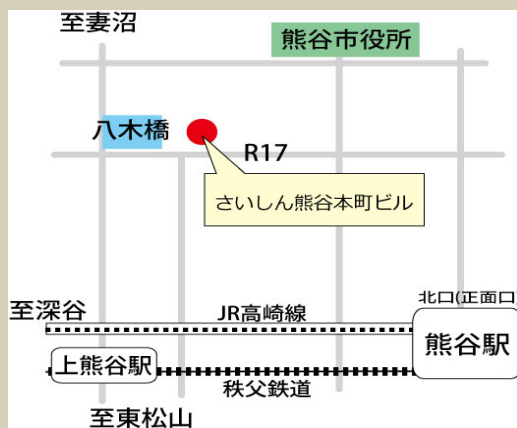 至妻沼
熊谷市役所
八木橋
R17
さいしん熊谷本町ビル
北口(正面口)
至深谷
JR高崎線
熊谷駅
上熊谷駅
秩父鉄道
至東松山